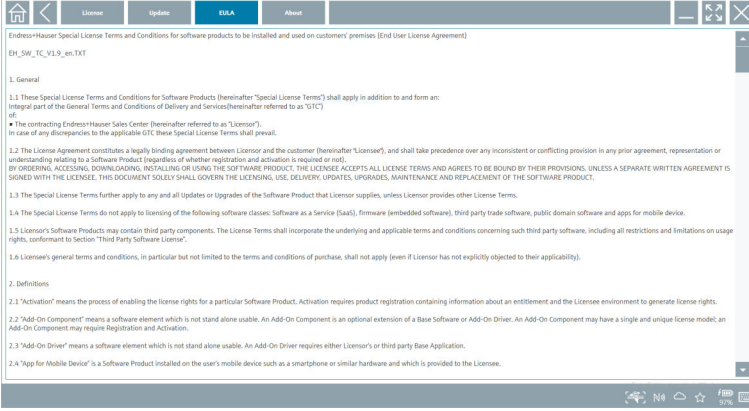 License
Update
EULA
About
Endress+Hauser Special License Terms and Conditions for software products to be installed and used on customers' premises (End User License Agreement)
EH_SW_TC_V1.9_en.TXT
1. General
1.1 These Special License Terms and Conditions for Software Products (hereinafter "Special License Terms") shall apply in addition to and form an:
Integral part of the General Terms and Conditions of Delivery and Services(hereinafter referred to as "GTC")
of:
▪ The contracting Endress+Hauser Sales Center (hereinafter referred to as "Licensor").
In case of any discrepancies to the applicable GTC these Special License Terms shall prevail.
1.2 The License Agreement constitutes a legally binding agreement between Licensor and the customer (hereinafter "Licensee"), and shall take precedence over any inconsistent or conflicting provision in any prior agreement, representation or
understanding relating to a Software Product (regardless of whether registration and activation is required or not).
BY ORDERING, ACCESSING, DOWNLOADING, INSTALLING OR USING THE SOFTWARE PRODUCT, THE LICENSEE ACCEPTS ALL LICENSE TERMS AND AGREES TO BE BOUND BY THEIR PROVISIONS. UNLESS A SEPARATE WRITTEN AGREEMENT IS
SIGNED WITH THE LICENSEE, THIS DOCUMENT SOLELY SHALL GOVERN THE LICENSING, USE, DELIVERY, UPDATES, UPGRADES, MAINTENANCE AND REPLACEMENT OF THE SOFTWARE PRODUCT.
1.3 The Special License Terms further apply to any and all Updates or Upgrades of the Software Product that Licensor supplies, unless Licensor provides other License Terms.
1.4 The Special License Terms do not apply to licensing of the following software classes: Software as a Service (SaaS), firmware (embedded software), third party trade software, public domain software and apps for mobile device.
1.5 Licensor's Software Products may contain third party components. The License Terms shall incorporate the underlying and applicable terms and conditions concerning such third party software, including all restrictions and limitations on usage
rights, conformant to Section "Third Party Software License".
1.6 Licensee's general terms and conditions, in particular but not limited to the terms and conditions of purchase, shall not apply (even if Licensor has not explicitly objected to their applicability).
2. Definitions
2.1 "Activation" means the process of enabling the license rights for a particular Software Product. Activation requires product registration containing information about an entitlement and the Licensee environment to generate license rights.
2.2 "Add-On Component" means a software element which is not stand alone usable. An Add-On Component is an optional extension of a Base Software or Add-On Driver. An Add-On Component may have a single and unique license model; an
Add-On Component may require Registration and Activation.
2.3 "Add-On Driver" means a software element which is not stand alone usable. An Add-On Driver requires either Licensor's or third party Base Application.
2.4 "App for Mobile Device" is a Software Product installed on the user's mobile device such as a smartphone or similar hardware and which is provided to the Licensee.
97%